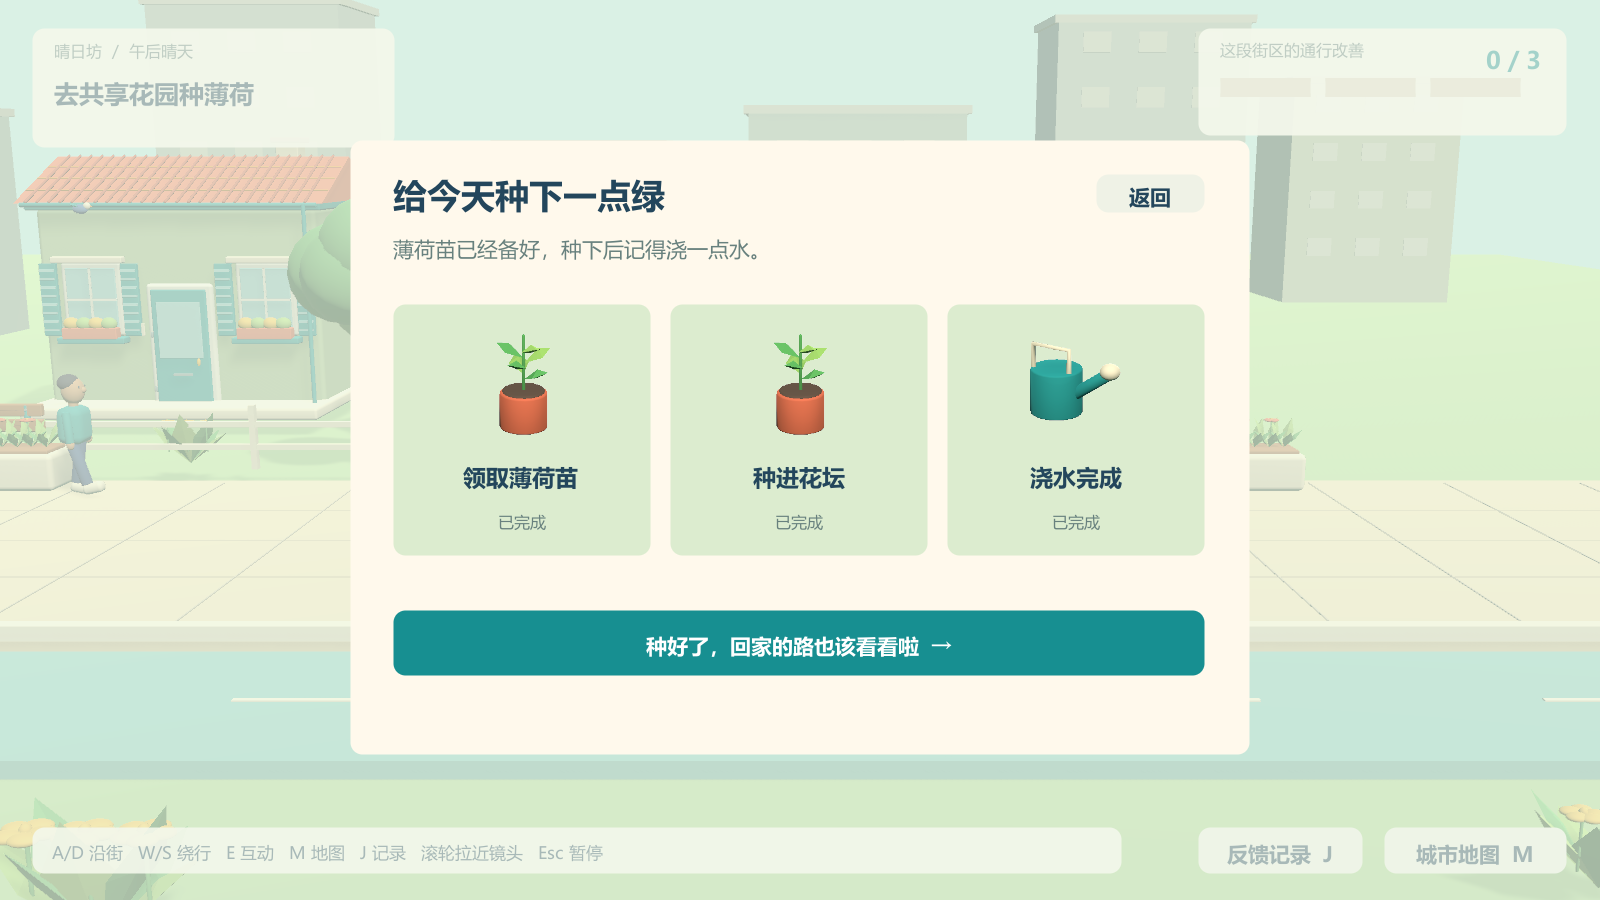 晴日坊 / 午后晴天
去共享花园种薄荷
这段街区的通行改善
0 / 3
给今天种下一点绿
返回
薄荷苗已经备好，种下后记得浇一点水。
领取薄荷苗
已完成
种进花坛
已完成
浇水完成
已完成
种好了，回家的路也该看看啦 →
A/D 沿街 W/S 绕行 E 互动 M 地图 J 记录 滚轮拉近镜头 Esc 暂停
反馈记录 J
城市地图 M